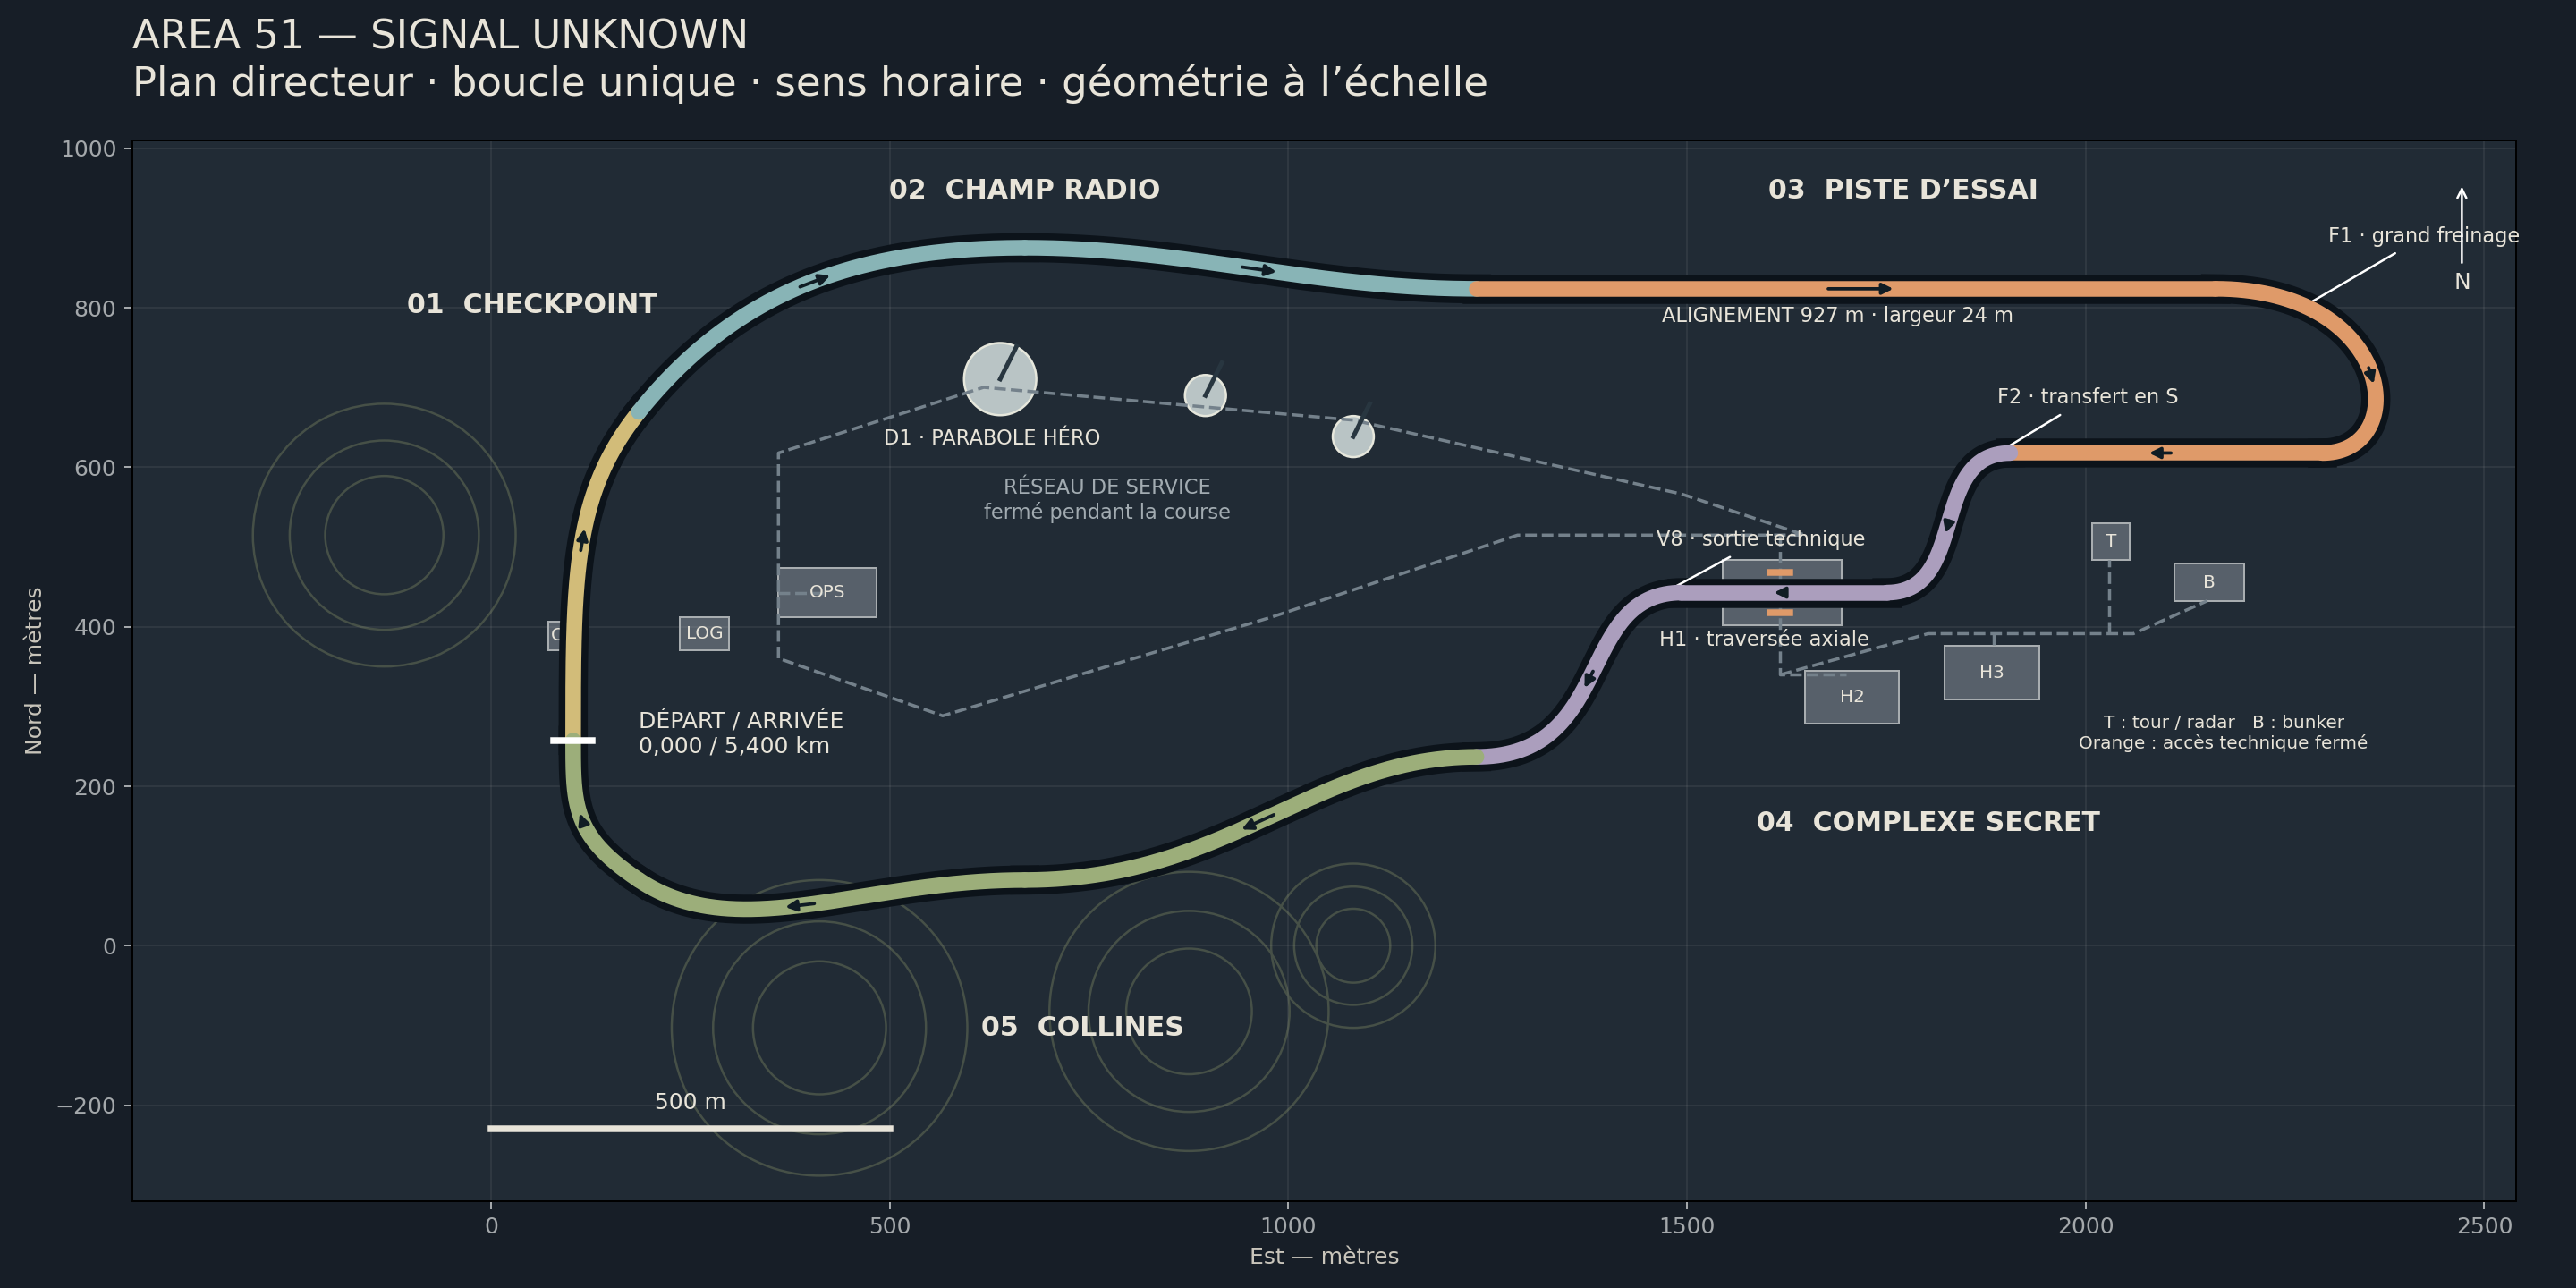 AREA 51 — SIGNAL UNKNOWN
Plan directeur · boucle unique · sens horaire · géométrie à l’échelle
1000
800
600
400
200
0
−200
Nord — mètres
02  CHAMP RADIO
03  PISTE D’ESSAI
F1 · grand freinage
N
01  CHECKPOINT
ALIGNEMENT 927 m · largeur 24 m
F2 · transfert en S
D1 · PARABOLE HÉRO
RÉSEAU DE SERVICE
fermé pendant la course
V8 · sortie technique
T
B
OPS
C
LOG
H1 · traversée axiale
H3
H2
DÉPART / ARRIVÉE
0,000 / 5,400 km
T : tour / radar   B : bunker
Orange : accès technique fermé
04  COMPLEXE SECRET
05  COLLINES
500 m
0
500
1000
1500
2000
2500
Est — mètres